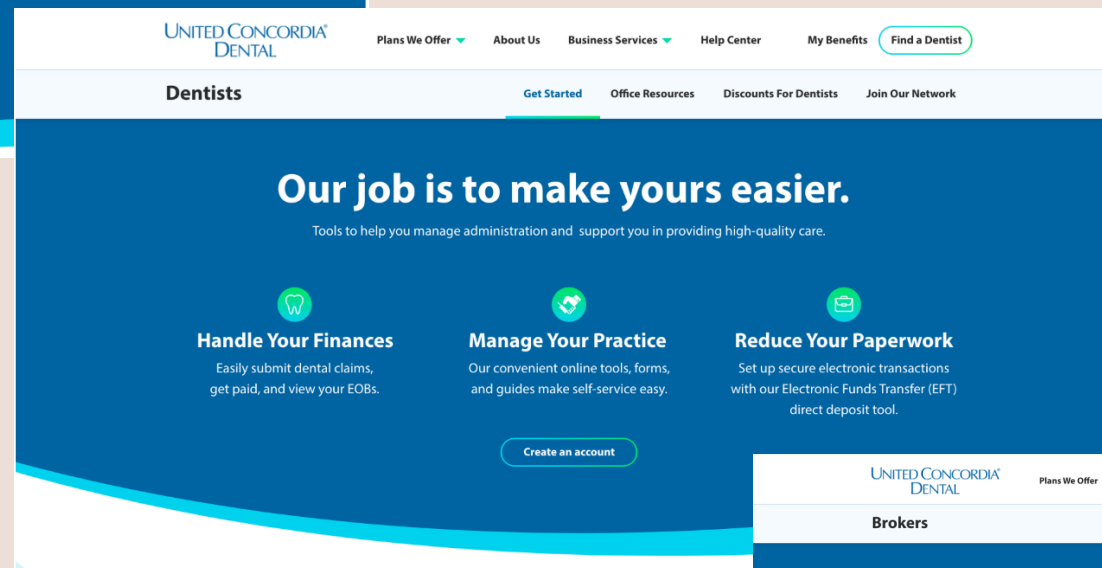 UNITED CONCORDIA®
DENTAL
Plans We Offer
About Us
Business Services
Help Center
My Benefits
Find a Dentist
Dentists
Get Started
Office Resources
Discounts For Dentists
Join Our Network
Our job is to make yours easier.
Tools to help you manage administration and support you in providing high-quality care.
Handle Your Finances
Easily submit dental claims,
get paid, and view your EOBs.
Manage Your Practice
Our convenient online tools, forms,
and guides make self-service easy.
Reduce Your Paperwork
Set up secure electronic transactions
with our Electronic Funds Transfer (EFT)
direct deposit tool.
Create an account
UNITED CONCORDIA®
DENTAL
Plans We Offer
Brokers